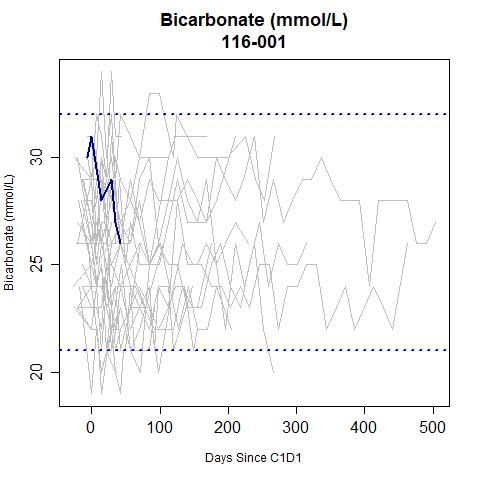 Bicarbonate (mmol/L)
116-001
Bicarbonate (mmol/L)
30
25
20
0 100 200 300 400 500
Days Since C1D1